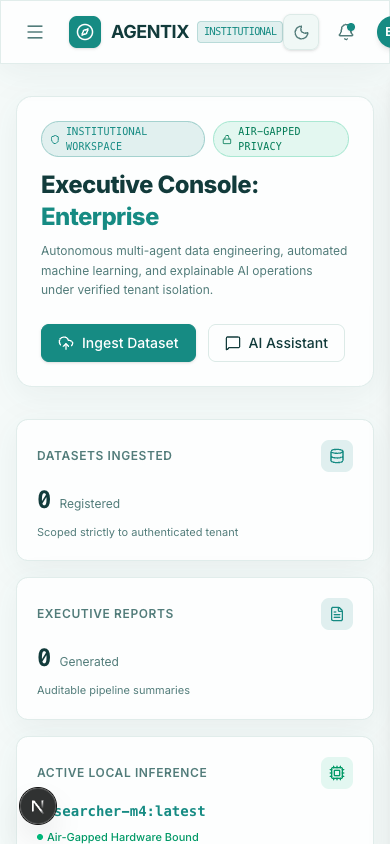 AGENTIX
INSTITUTIONAL
INSTITUTIONAL
WORKSPACE
AIR-GAPPED
PRIVACY
Executive Console:
Enterprise
Autonomous multi-agent data engineering, automated
machine learning, and explainable AI operations
under verified tenant isolation.
Ingest Dataset
AI Assistant
DATASETS INGESTED
0 Registered
Scoped strictly to authenticated tenant
EXECUTIVE REPORTS
0 Generated
Auditable pipeline summaries
ACTIVE LOCAL INFERENCE
searcher-m4:latest
Air-Gapped Hardware Bound
N